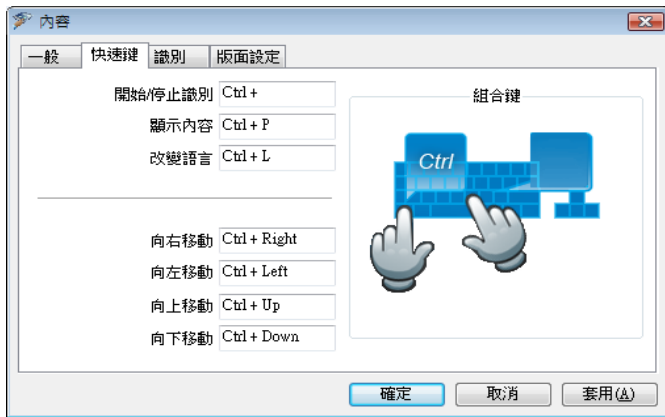 內容
一般 快速鍵 識別 版面設定
開始/停止識別 Ctrl +
顯示內容 Ctrl + P
改變語言 Ctrl + L
向右移動 Ctrl + Right
向左移動 Ctrl + Left
向上移動 Ctrl + Up
向下移動 Ctrl + Down
組合鍵
Ctrl
確定 取消 套用(A)